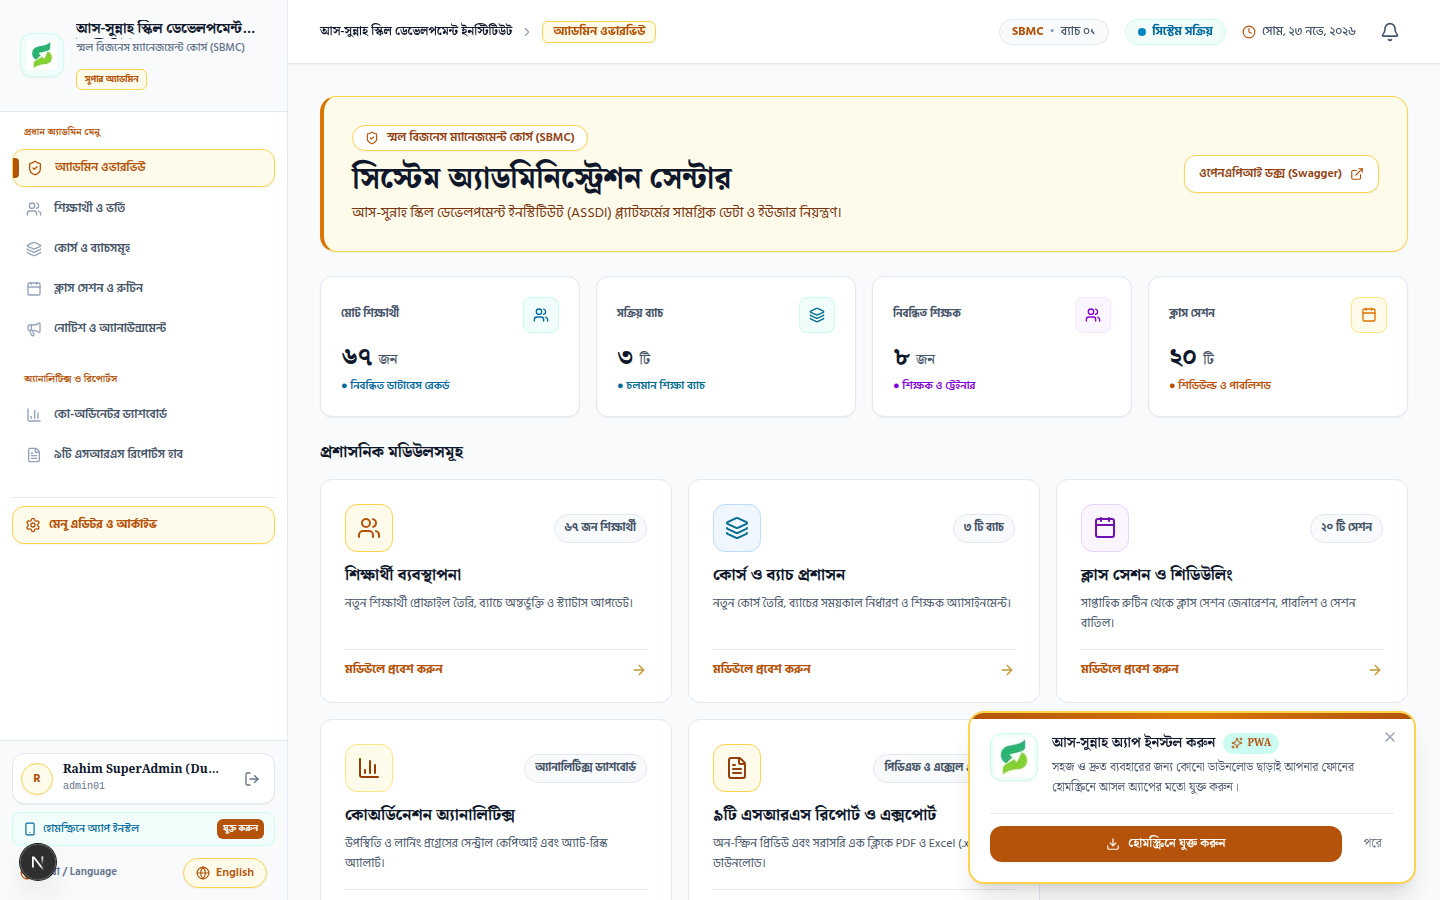 আস-সুন্নাহ স্কিল ডেভেলপমেন্ট...
স্মল বিজনেস ম্যানেজমেন্ট কোর্স (SBMC)
সুপার অ্যাডমিন
প্রধান অ্যাডমিন মেনু
অ্যাডমিন ওভারভিউ
শিক্ষার্থী ও ভর্তি
কোর্স ও ব্যাচসমূহ
ক্লাস সেশন ও রুটিন
নোটিশ ও অ্যানাউন্সমেন্ট
অ্যানালিটিক্স ও রিপোর্টস
কো-অর্ডিনেটর ড্যাশবোর্ড
৯টি এসআরএস রিপোর্টস হাব
মেনু এডিটর ও আর্কাইভ
R
Rahim SuperAdmin (Du...
admin01
হোমস্ক্রিনে অ্যাপ ইনস্টল
যুক্ত করুন
N
/ Language
English
আস-সুন্নাহ স্কিল ডেভেলপমেন্ট ইনস্টিটিউট
অ্যাডমিন ওভারভিউ
SBMC • ব্যাচ ০১
সিস্টেম সক্রিয়
সোম, ২৩ নভে, ২০২৬
স্মল বিজনেস ম্যানেজমেন্ট কোর্স (SBMC)
সিস্টেম অ্যাডমিনিস্ট্রেশন সেন্টার
আস-সুন্নাহ স্কিল ডেভেলপমেন্ট ইনস্টিটিউট (ASSDI) প্ল্যাটফর্মের সামগ্রিক ডেটা ও ইউজার নিয়ন্ত্রণ।
ওপেনএপিআই ডক্স (Swagger)
মোট শিক্ষার্থী
৬৭ জন
● নিবন্ধিত ডাটাবেস রেকর্ড
সক্রিয় ব্যাচ
৩ টি
● চলমান শিক্ষা ব্যাচ
নিবন্ধিত শিক্ষক
৮ জন
● শিক্ষক ও ট্রেইনার
ক্লাস সেশন
২০ টি
● শিডিউল্ড ও পাবলিশড
প্রশাসনিক মডিউলসমূহ
৬৭ জন শিক্ষার্থী
শিক্ষার্থী ব্যবস্থাপনা
নতুন শিক্ষার্থী প্রোফাইল তৈরি, ব্যাচে অন্তর্ভুক্তি ও স্ট্যাটাস আপডেট।
মডিউলে প্রবেশ করুন
৩ টি ব্যাচ
কোর্স ও ব্যাচ প্রশাসন
নতুন কোর্স তৈরি, ব্যাচের সময়কাল নির্ধারণ ও শিক্ষক অ্যাসাইনমেন্ট।
মডিউলে প্রবেশ করুন
২০ টি সেশন
ক্লাস সেশন ও শিডিউলিং
সাপ্তাহিক রুটিন থেকে ক্লাস সেশন জেনারেশন, পাবলিশ ও সেশন
বাতিল।
মডিউলে প্রবেশ করুন
অ্যানালিটিক্স ড্যাশবোর্ড
কোঅর্ডিনেশন অ্যানালিটিক্স
উপস্থিতি ও লার্নিং প্রগ্রেসের সেন্ট্রাল কেপিআই এবং অ্যাট-রিস্ক
অ্যালার্ট।
পিডিএফ ও এক্সেল
৯টি এসআরএস রিপোর্ট ও এক্সপোর্ট
অন-স্ক্রিন প্রিভিউ এবং সরাসরি এক ক্লিকে PDF ও Excel (.x
ডাউনলোড।
আস-সুন্নাহ অ্যাপ ইনস্টল করুন
PWA
সহজ ও দ্রুত ব্যবহারের জন্য কোনো ডাউনলোড ছাড়াই আপনার ফোনের
হোমস্ক্রিনে আসল অ্যাপের মতো যুক্ত করুন।
হোমস্ক্রিনে যুক্ত করুন
পরে